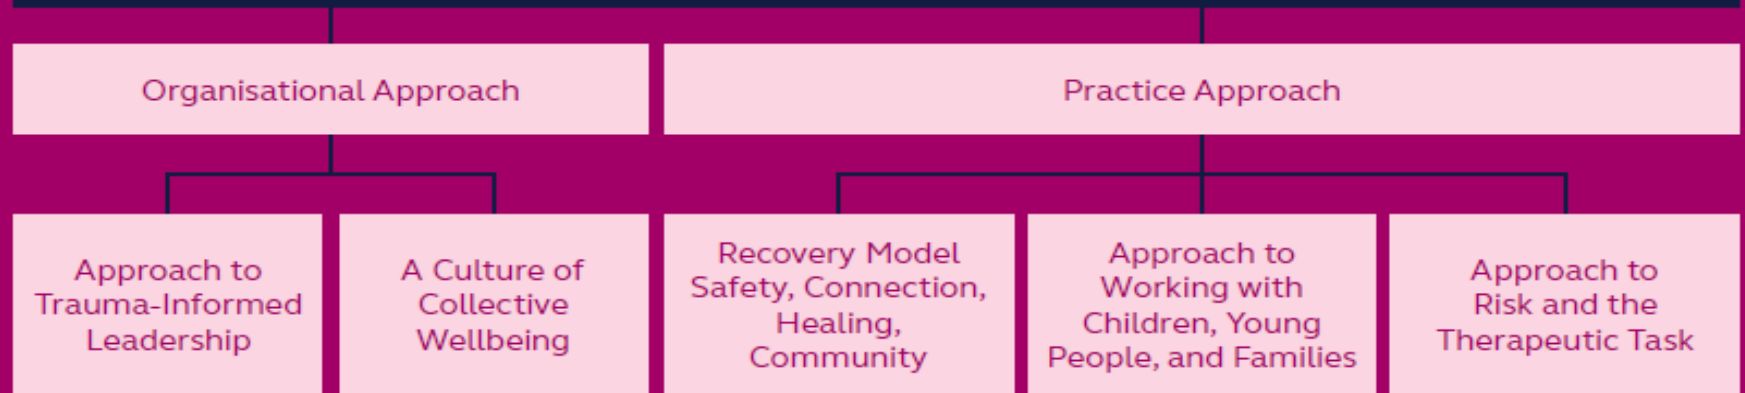 Organisational Approach
Practice Approach
Approach to
Trauma-Informed
Leadership
A Culture of
Collective
Wellbeing
Recovery Model
Safety, Connection,
Healing,
Community
Approach to
Working with
Children, Young
People, and Families
Approach to
Risk and the
Therapeutic Task